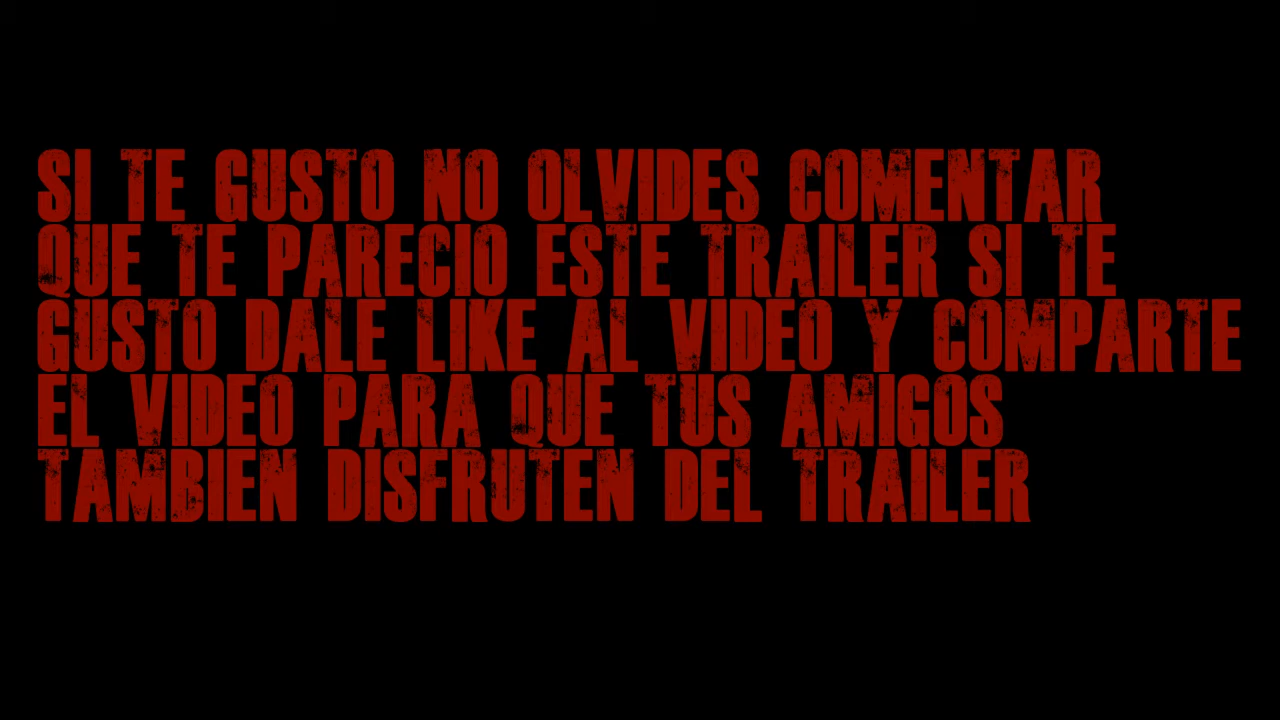 SI TE GUSTO NO OLVIDES COMENTAR
QUE TE PARECIO ESTE TRAILER SI TE
GUSTO DALE LIKE AL VIDEO Y COMPARTE
EL VIDEO PARA QUE TUS AMIGOS
TAMBIEN DISFRUTEN DEL TRAILER